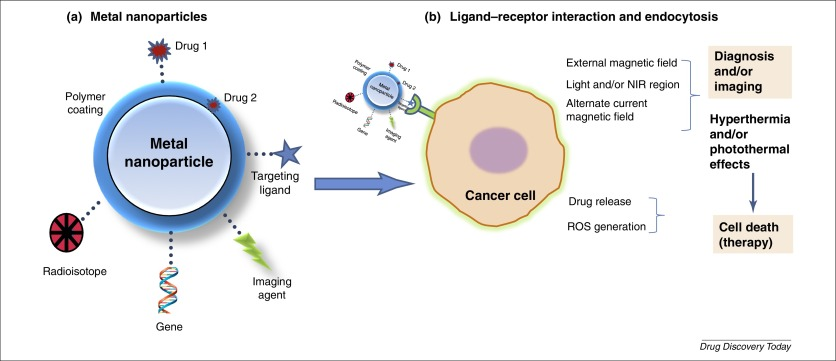 (a) Metal nanoparticles
Drug 1
Polymer
coating
Drug 2
Metal
nanoparticle
Targeting
ligand
Radioisotope
Imaging
agent
Gene
(b) Ligand–receptor interaction and endocytosis
Polymer
coating
Drug 1
Drug 2
Metal
nanoparticle
Radioisotope
Gene
Imaging
agent
Cancer cell
External magnetic field
Light and/or NIR region
Alternate current
magnetic field
Diagnosis
and/or
imaging
Hyperthermia
and/or
photothermal
effects
Drug release
ROS generation
Cell death
(therapy)
Drug Discovery Today